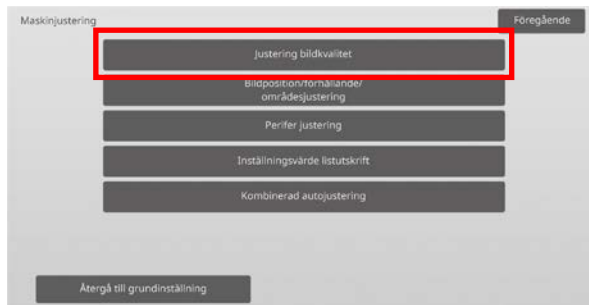 Maskinjustering
Föregående
Justering bildkvalitet
Bildposition/förhållande/
områdesjustering
Perifer justering
Inställningsvärde listutskrift
Kombinerad autojustering
Återgå till grundinställning